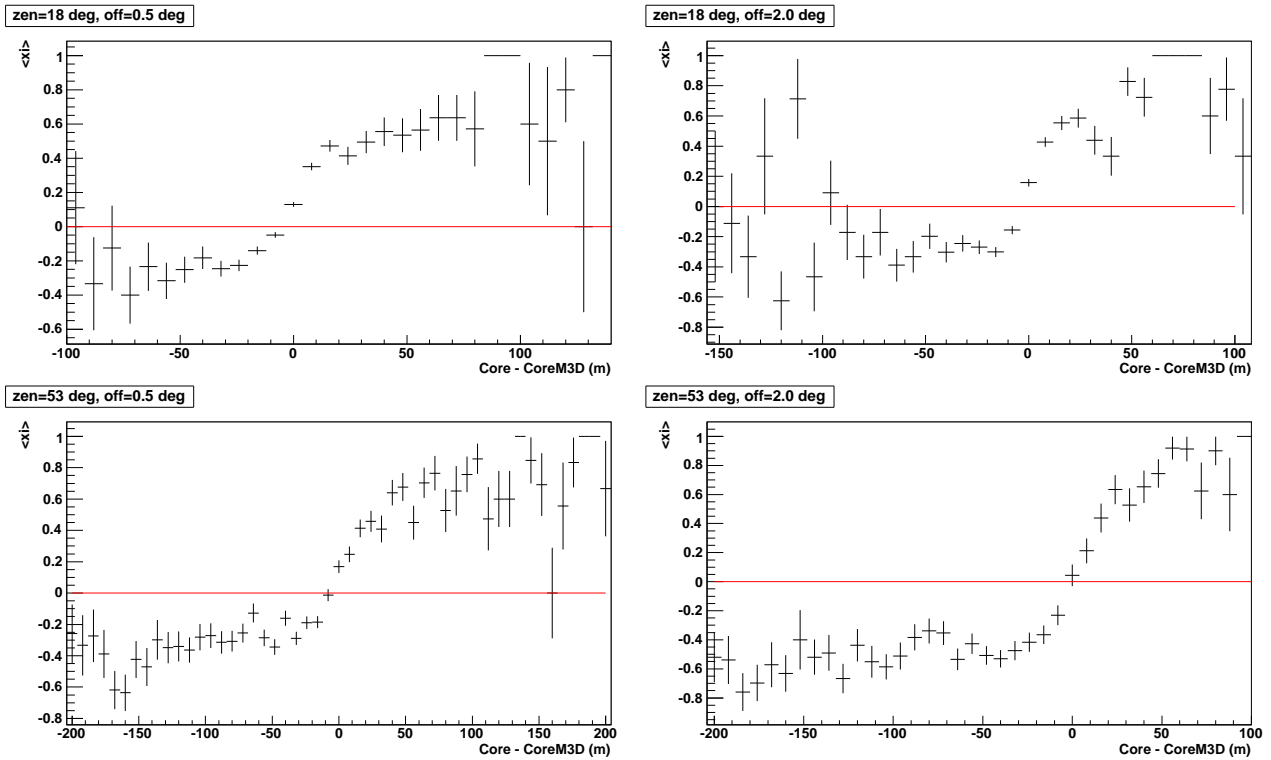 zen=18 deg, off=0.5 deg
<xi>
1
0.8
0.6
0.4
0.2
0
-0.2
-0.4
-0.6
-100 -50 0 50 100
Core - CoreM3D (m)
zen=18 deg, off=2.0 deg
<xi>
1
0.8
0.6
0.4
0.2
0
-0.2
-0.4
-0.6
-0.8
-150 -100 -50 0 50 100
Core - CoreM3D (m)
zen=53 deg, off=0.5 deg
<xi>
1
0.8
0.6
0.4
0.2
0
-0.2
-0.4
-0.6
-0.8
-200 -150 -100 -50 0 50 100 150 200
Core - CoreM3D (m)
zen=53 deg, off=2.0 deg
<xi>
1
0.8
0.6
0.4
0.2
0
-0.2
-0.4
-0.6
-0.8
-200 -150 -100 -50 0 50 100
Core - CoreM3D (m)